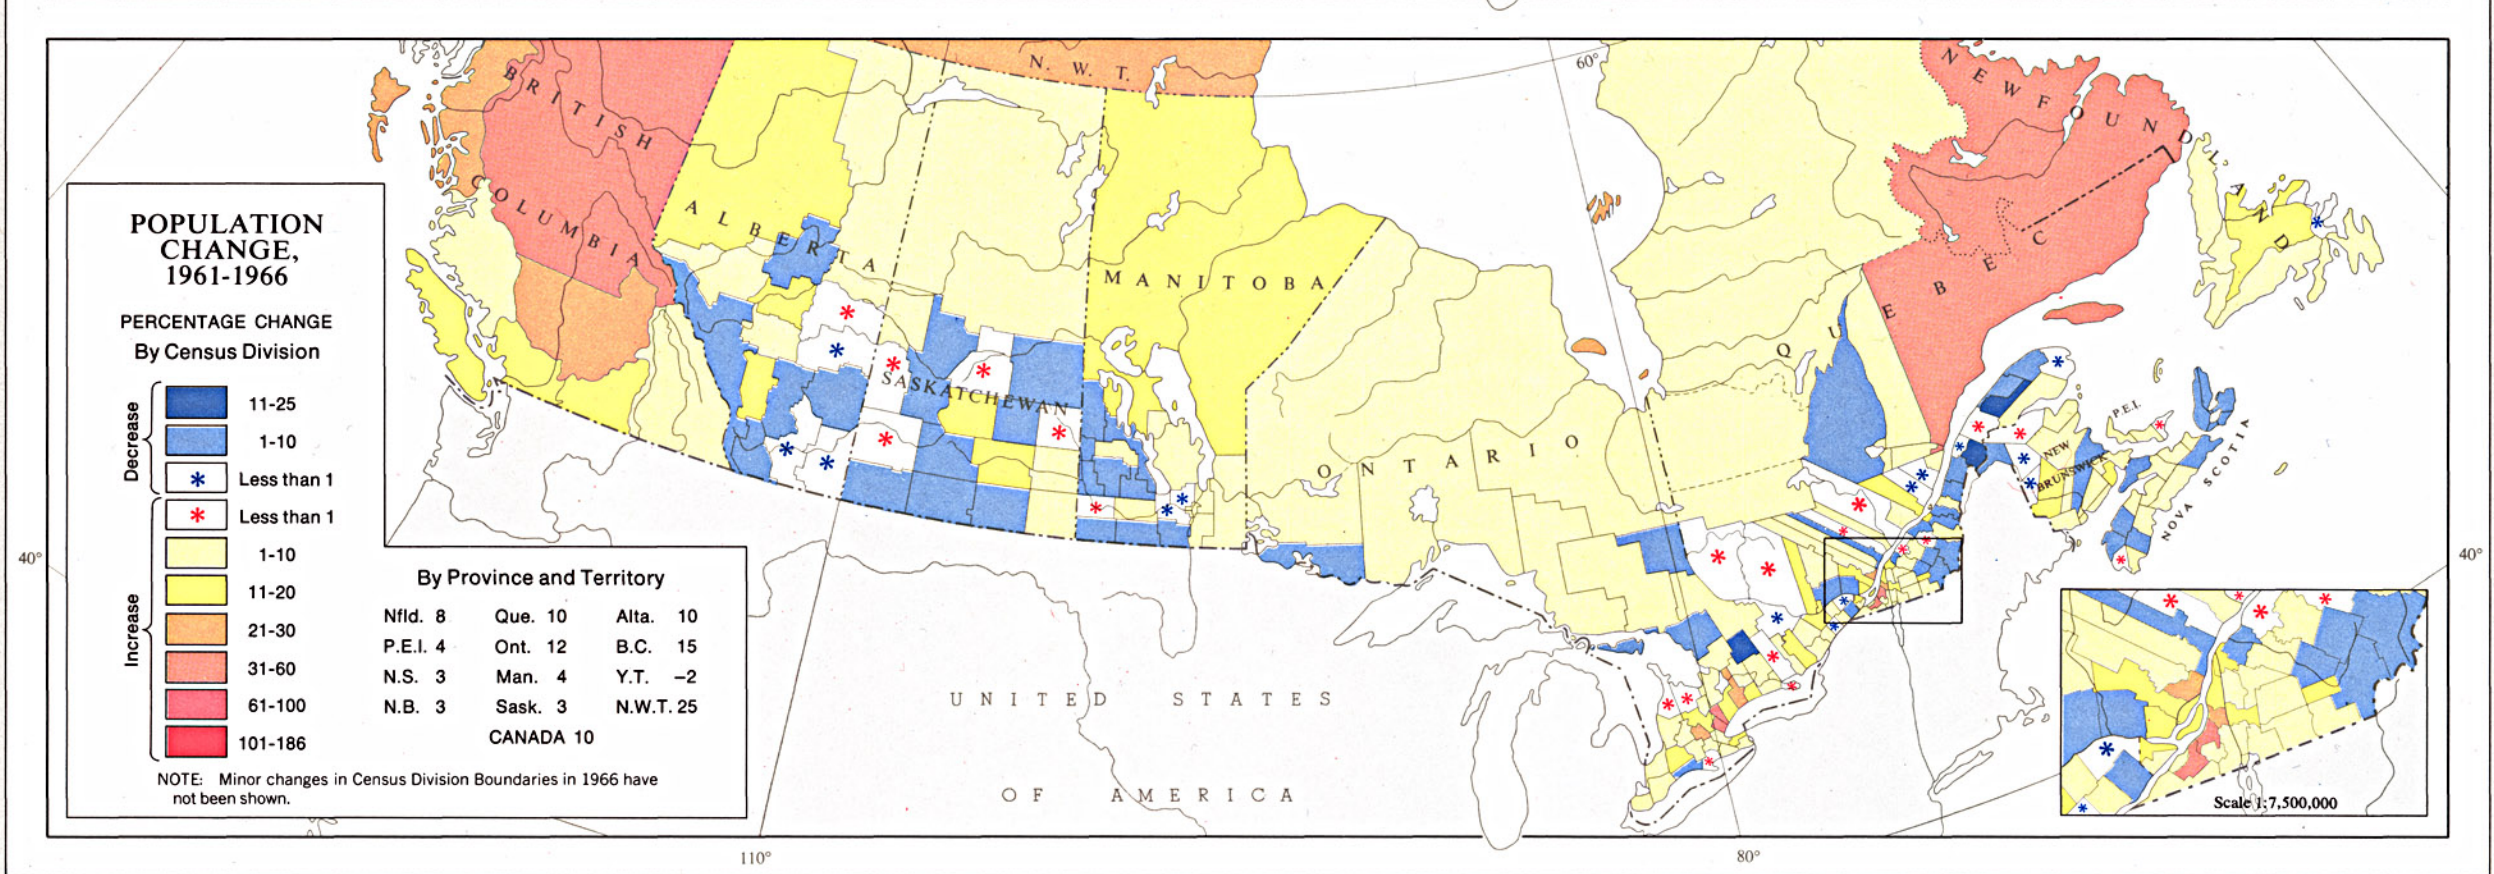 POPULATION
CHANGE,
1961-1966
PERCENTAGE CHANGE
By Census Division
Decrease
11-25
1-10
* Less than 1
Increase
* Less than 1
1-10
11-20
21-30
31-60
61-100
101-186
By Province and Territory
Nfld. 8 Que. 10 Alta. 10
P.E.I. 4 Ont. 12 B.C. 15
N.S. 3 Man. 4 Y.T. -2
N.B. 3 Sask. 3 N.W.T. 25
CANADA 10
NOTE: Minor changes in Census Division Boundaries in 1966 have
not been shown.
BRITISH
COLUMBIA
ALBERTA
SASKATCHEWAN
MANITOBA
N. W. T.
ONTARIO
QUEBEC
NEWFOUNDLAND
P.E.I.
NEW
BRUNSWICK
NOVA SCOTIA
UNITED STATES
OF AMERICA
60°
40°
40°
110°
80°
Scale 1:7,500,000